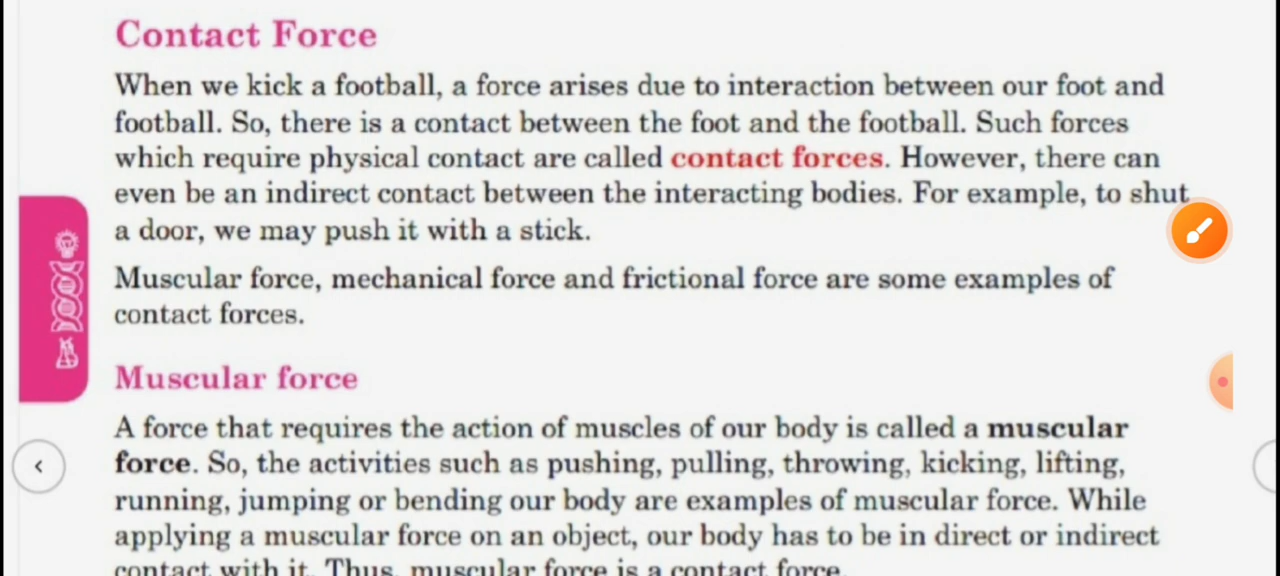 Contact Force
When we kick a football, a force arises due to interaction between our foot and
football. So, there is a contact between the foot and the football. Such forces
which require physical contact are called contact forces. However, there can
even be an indirect contact between the interacting bodies. For example, to shut
a door, we may push it with a stick.
Muscular force, mechanical force and frictional force are some examples of
contact forces.
Muscular force
A force that requires the action of muscles of our body is called a muscular
force. So, the activities such as pushing, pulling, throwing, kicking, lifting,
running, jumping or bending our body are examples of muscular force. While
applying a muscular force on an object, our body has to be in direct or indirect
contact with it. Thus, muscular force is a contact force.